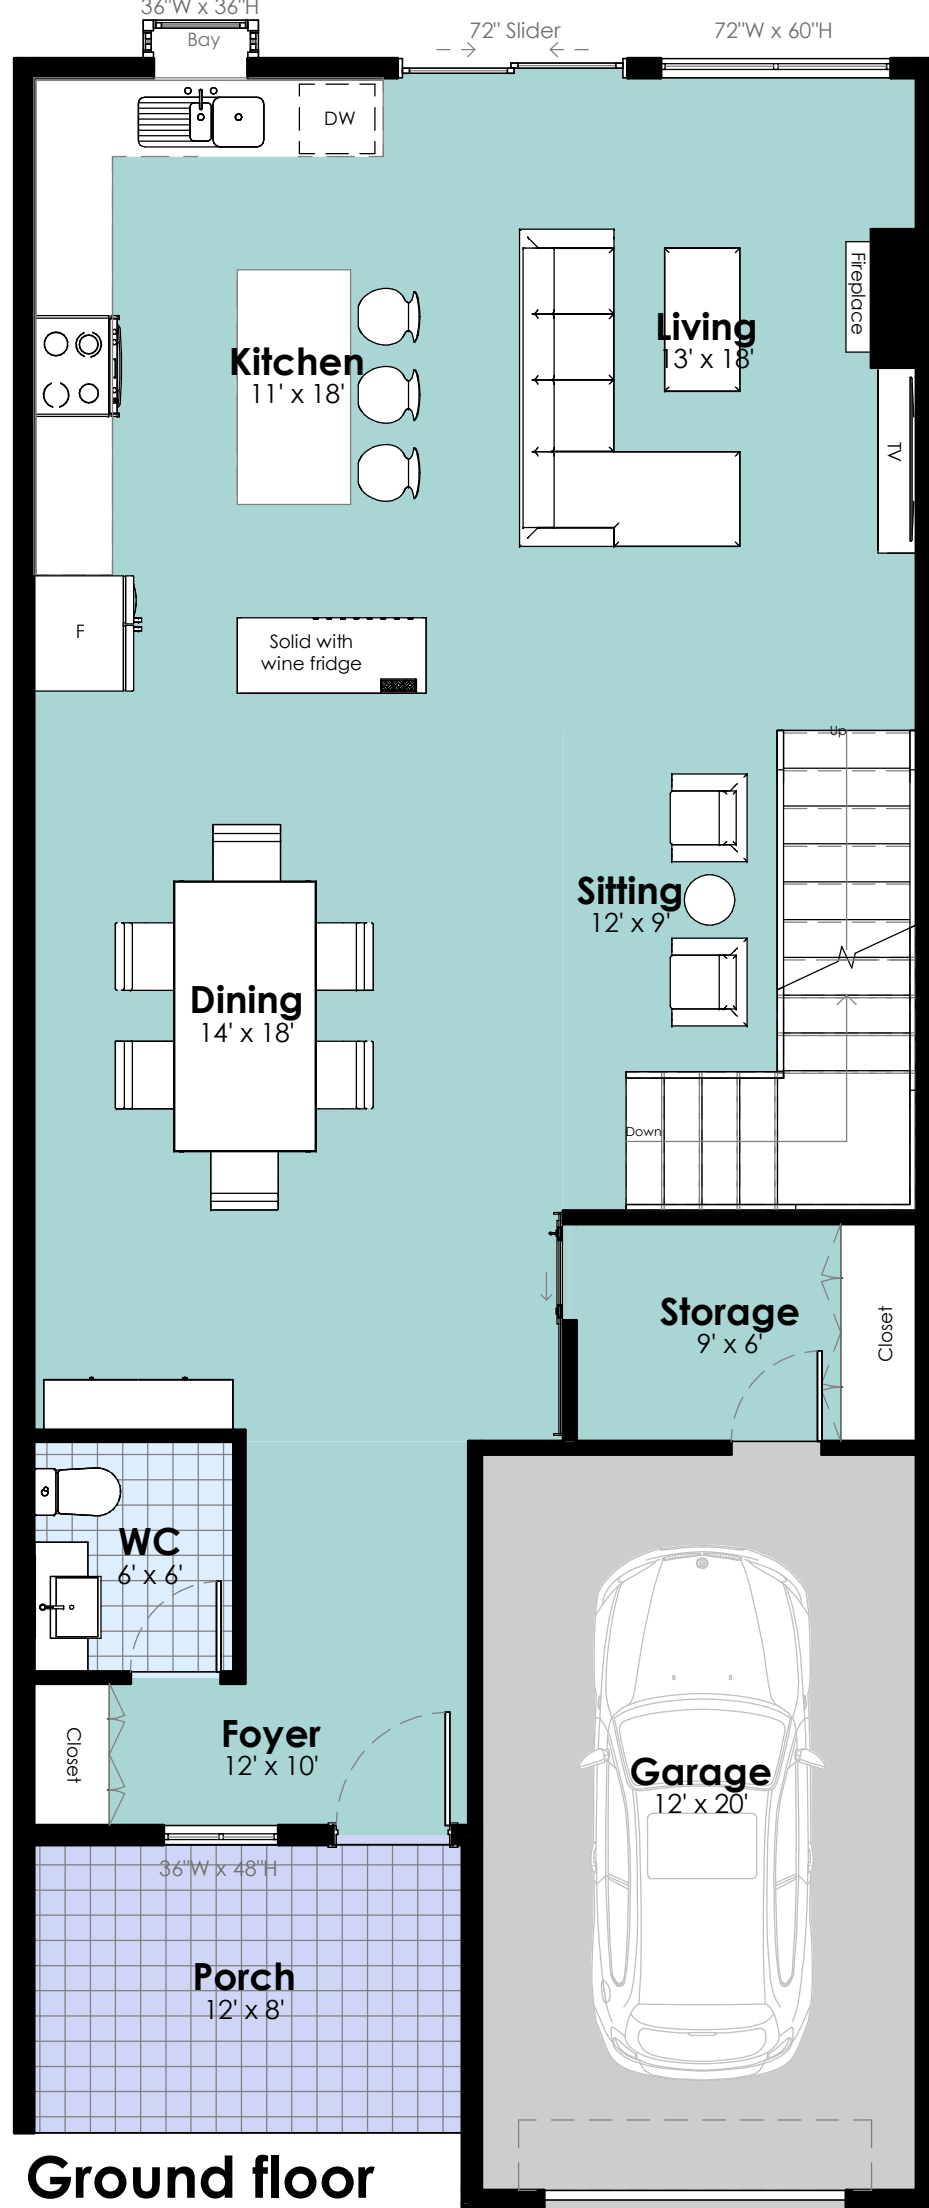 36"W x 36"H
Bay
72" Slider
72"W x 60"H
DW
Fireplace
Living
13' x 18'
Kitchen
11' x 18'
TV
F
Solid with
wine fridge
Up
Sitting
12' x 9'
Dining
14' x 18'
Down
Storage
9' x 6'
Closet
WC
6' x 6'
Closet
Foyer
12' x 10'
Garage
12' x 20'
36"W x 48"H
Porch
12' x 8'
Ground floor